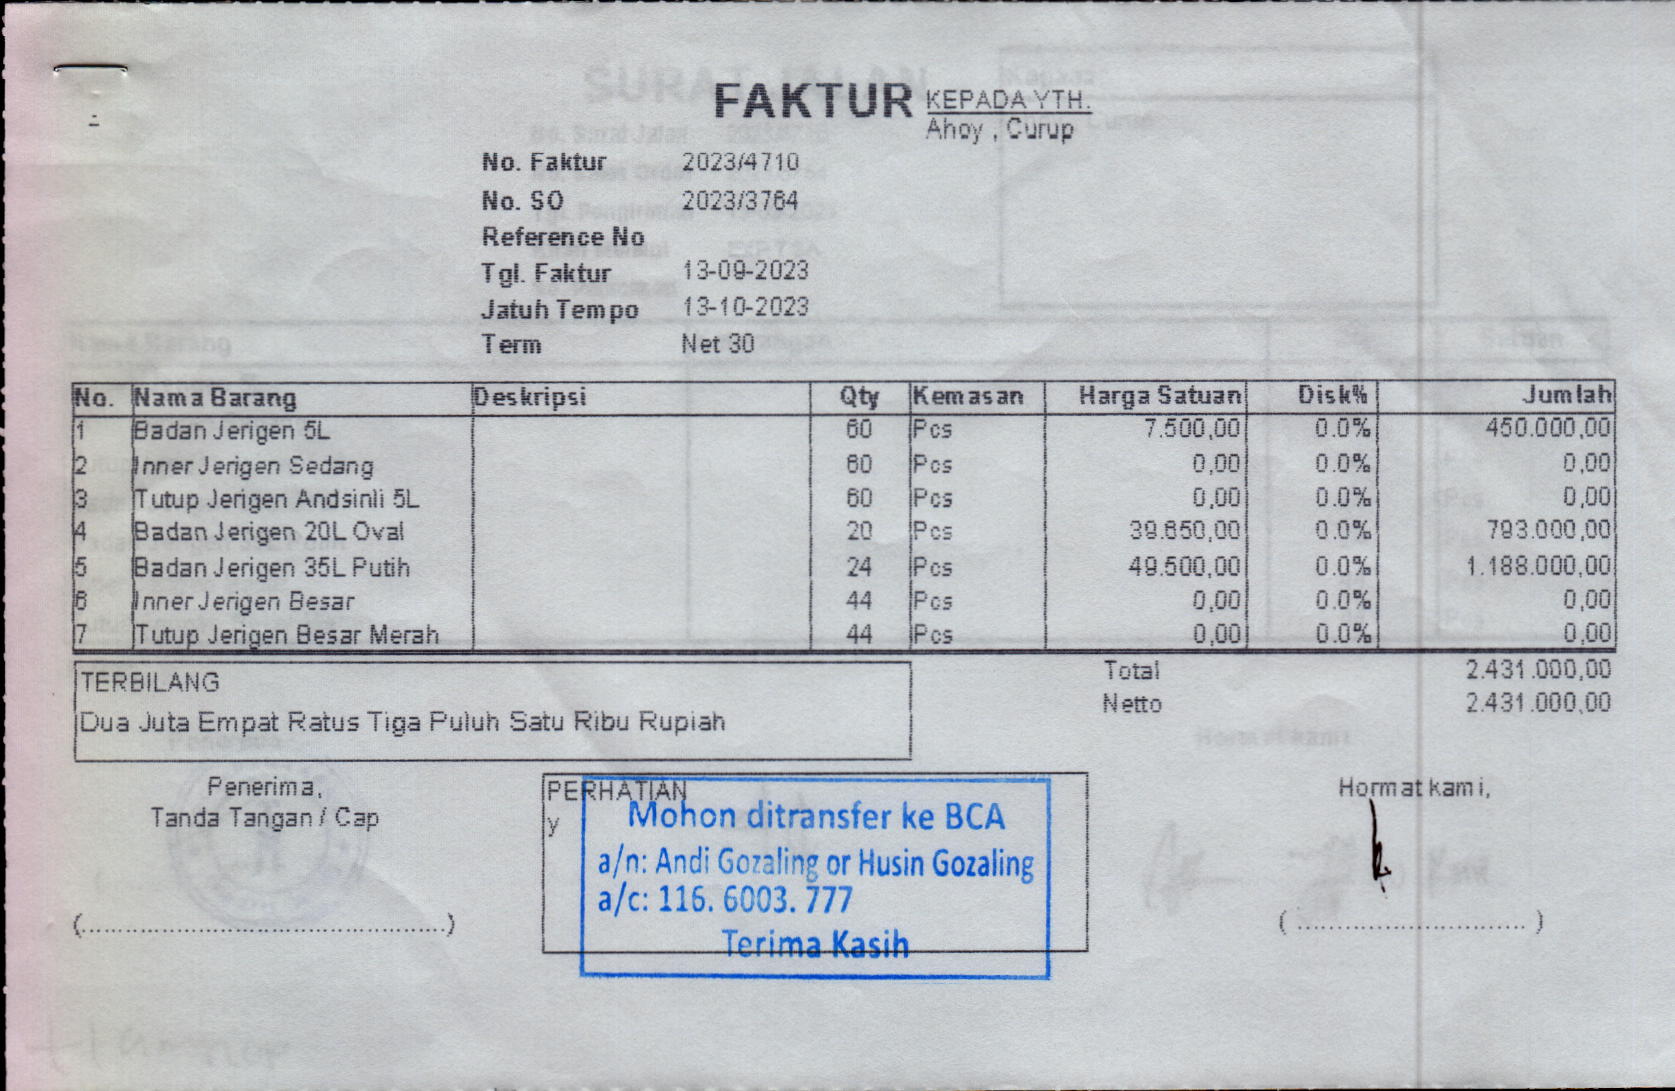 FAKTUR
KEPADA YTH.
Ahoy , Curup
No. Faktur 2023/4710
No. SO 2023/3764
Reference No
Tgl. Faktur 13-09-2023
Jatuh Tempo 13-10-2023
Term Net 30
No. Nama Barang Deskripsi Qty Kemasan Harga Satuan Disk% Jumlah
1 Badan Jerigen 5L 60 Pcs 7.500,00 0.0% 450.000,00
2 Inner Jerigen Sedang 60 Pcs 0,00 0.0% 0,00
3 Tutup Jerigen Andsinli 5L 60 Pcs 0,00 0.0% 0,00
4 Badan Jerigen 20L Oval 20 Pcs 39.650,00 0.0% 793.000,00
5 Badan Jerigen 35L Putih 24 Pcs 49.500,00 0.0% 1.188.000,00
6 Inner Jerigen Besar 44 Pcs 0,00 0.0% 0,00
7 Tutup Jerigen Besar Merah 44 Pcs 0,00 0.0% 0,00
Total 2.431.000,00
Netto 2.431.000,00
TERBILANG
Dua Juta Empat Ratus Tiga Puluh Satu Ribu Rupiah
Penerima,
Tanda Tangan / Cap
(.................................................)
PERHATIAN
y
Mohon ditransfer ke BCA
a/n: Andi Gozaling or Husin Gozaling
a/c: 116. 6003. 777
Terima Kasih
Hormat kami,
( ............................... )